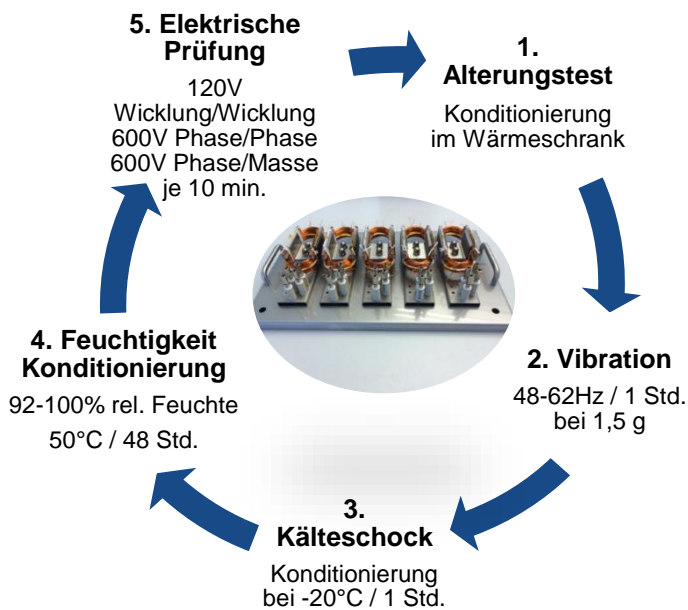 1.
Alterungstest
Konditionierung
im Wärmeschrank
2. Vibration
48-62Hz / 1 Std.
bei 1,5 g
3.
Kälteschock
Konditionierung
bei -20°C / 1 Std.
4. Feuchtigkeit
Konditionierung
92-100% rel. Feuchte
50°C / 48 Std.
5. Elektrische
Prüfung
120V
Wicklung/Wicklung
600V Phase/Phase
600V Phase/Masse
je 10 min.